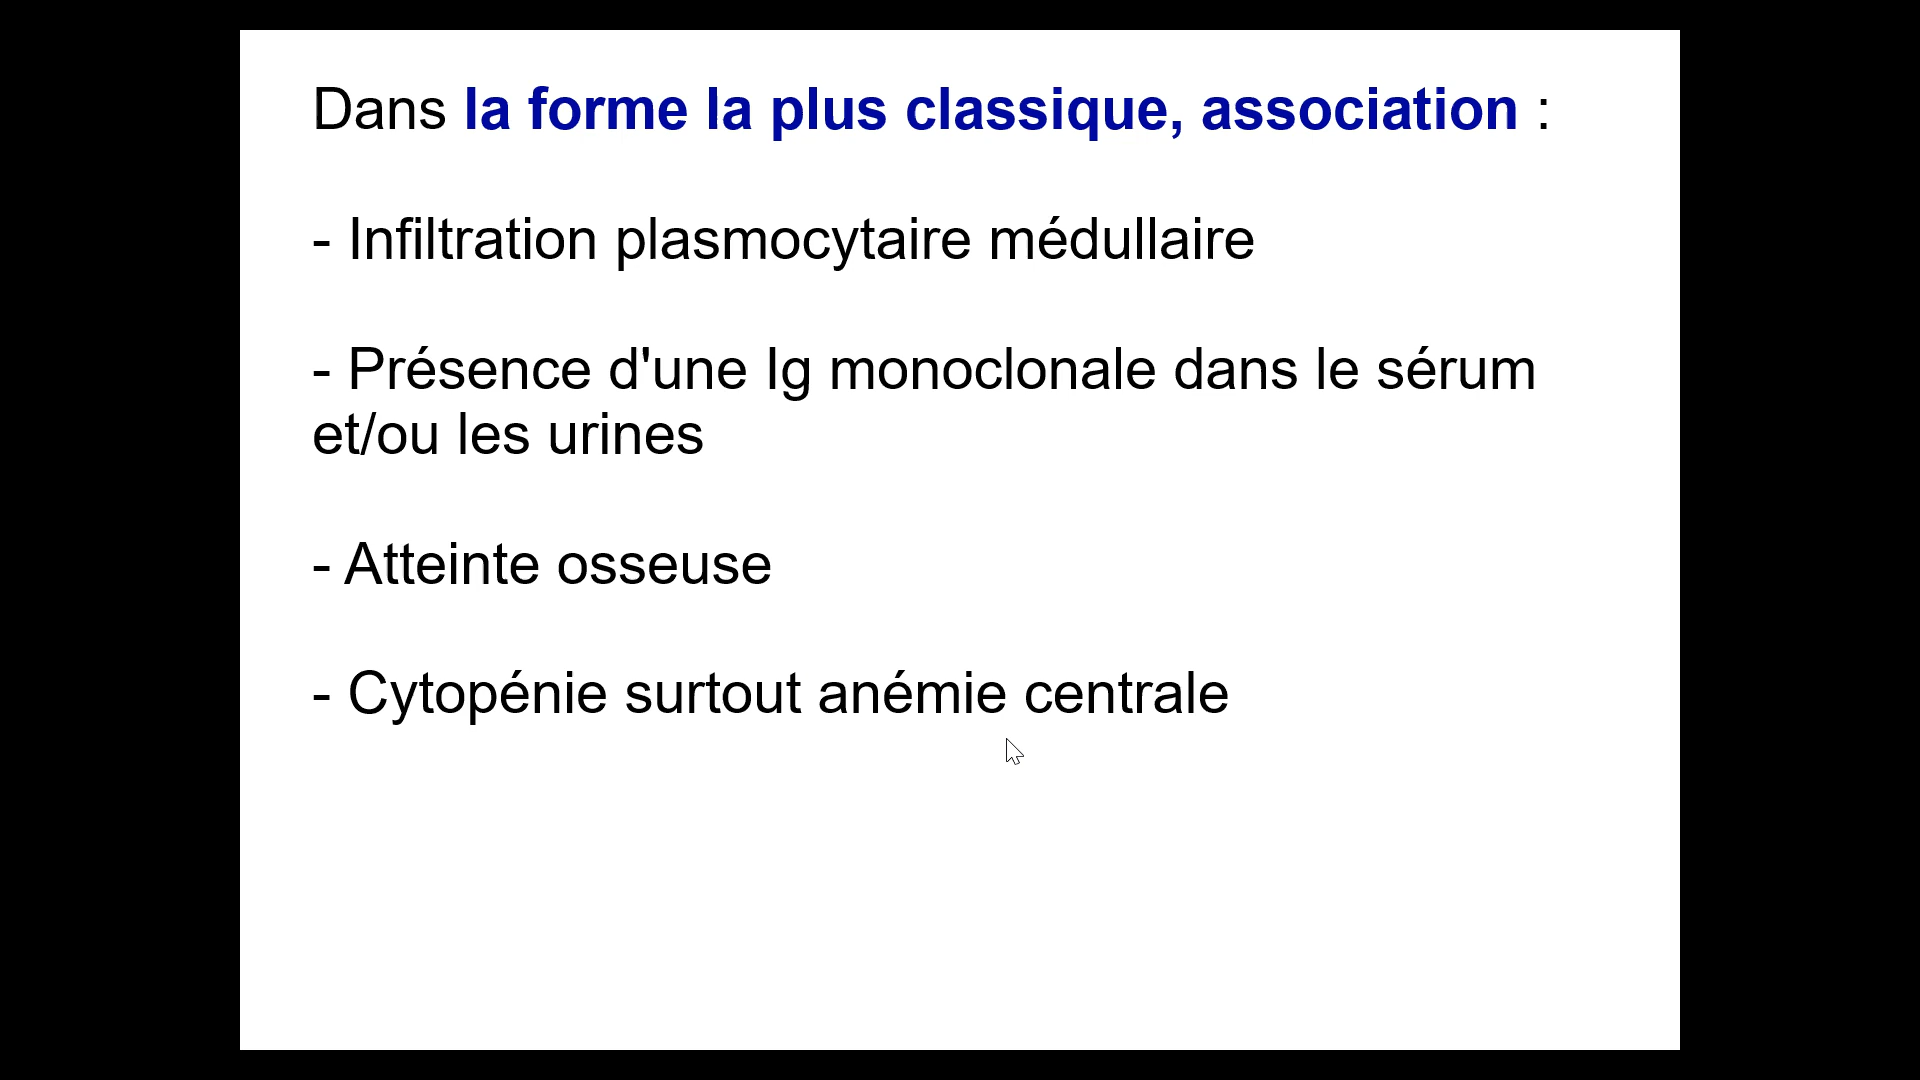 Dans la forme la plus classique, association :
- Infiltration plasmocytaire médullaire
- Présence d'une Ig monoclonale dans le sérum
et/ou les urines
- Atteinte osseuse
- Cytopénie surtout anémie centrale